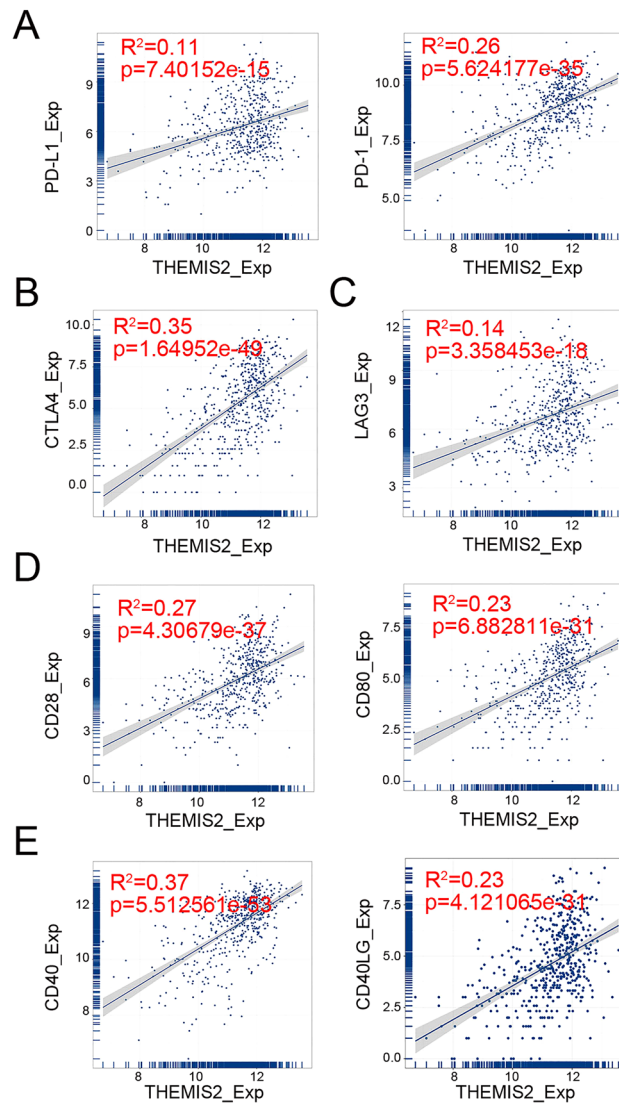 A
R²=0.11
p=7.40152e-15
PD-L1_Exp
9
6
3
0
8
10
12
THEMIS2_Exp
R²=0.26
p=5.624177e-35
PD-1_Exp
10.0
7.5
5.0
8
10
12
THEMIS2_Exp
B
R²=0.35
p=1.64952e-49
CTLA4_Exp
10.0
7.5
5.0
2.5
0.0
8
10
12
THEMIS2_Exp
C
R²=0.14
p=3.358453e-18
LAG3_Exp
12
9
6
3
8
10
12
THEMIS2_Exp
D
R²=0.27
p=4.30679e-37
CD28_Exp
9
6
3
0
8
10
12
THEMIS2_Exp
R²=0.23
p=6.882811e-31
CD80_Exp
7.5
5.0
2.5
0.0
8
10
12
THEMIS2_Exp
E
R²=0.37
p=5.512561e-53
CD40_Exp
12
10
8
8
10
12
THEMIS2_Exp
R²=0.23
p=4.121065e-31
CD40LG_Exp
7.5
5.0
2.5
0.0
8
10
12
THEMIS2_Exp